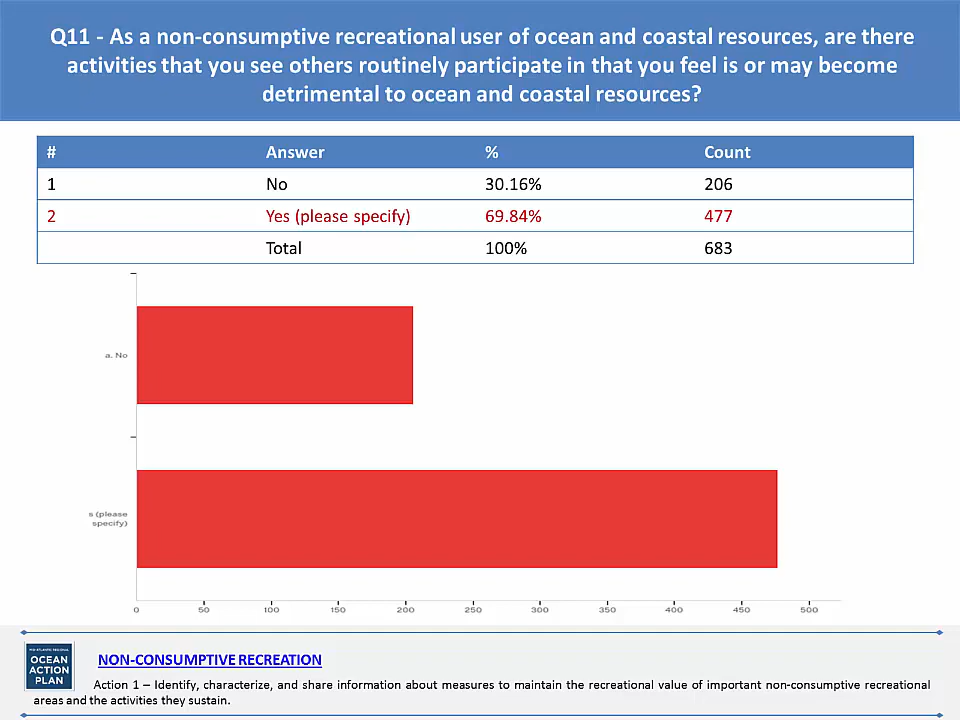 Q11 - As a non-consumptive recreational user of ocean and coastal resources, are there
activities that you see others routinely participate in that you feel is or may become
detrimental to ocean and coastal resources?
# Answer % Count
1 No 30.16% 206
2 Yes (please specify) 69.84% 477
Total 100% 683
a. No
s (please
specify)
0 50 100 150 200 250 300 350 400 450 500
MID-ATLANTIC REGIONAL
OCEAN
ACTION
PLAN
NON-CONSUMPTIVE RECREATION
Action 1 – Identify, characterize, and share information about measures to maintain the recreational value of important non-consumptive recreational
areas and the activities they sustain.